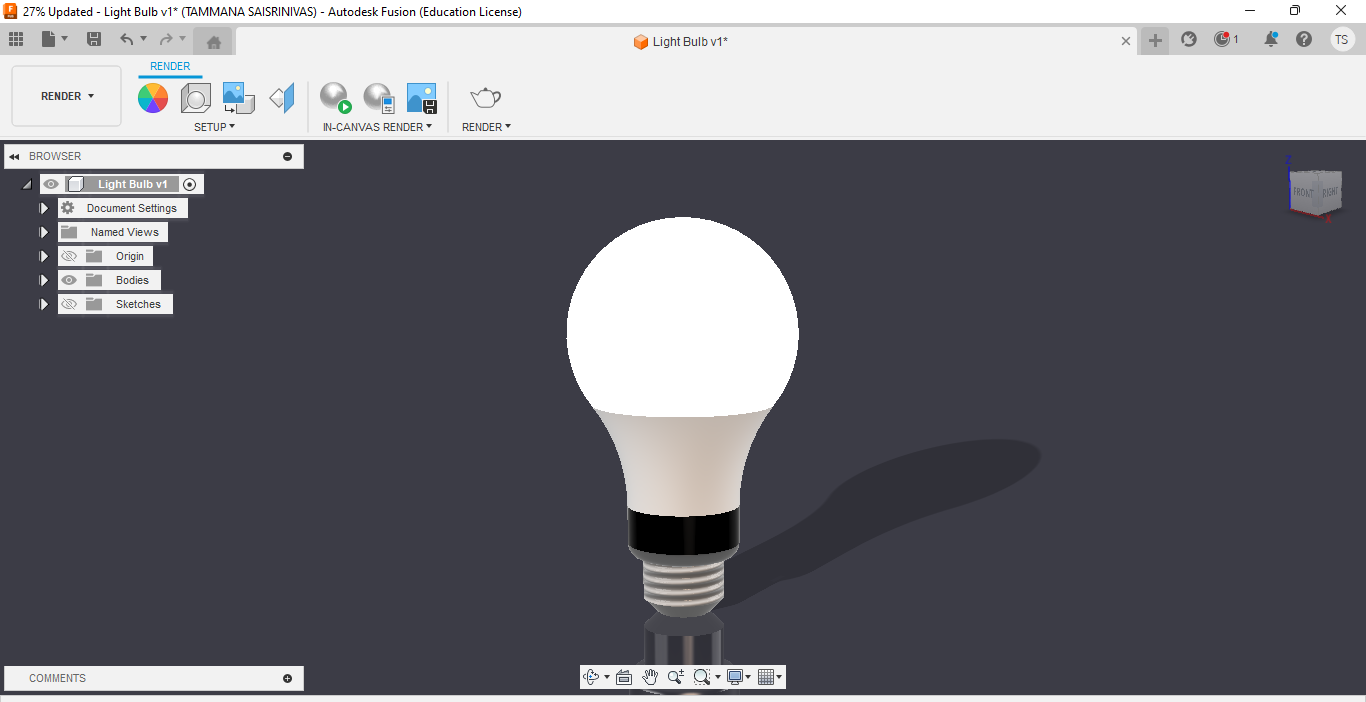 27% Updated - Light Bulb v1* (TAMMANA SAISRINIVAS) - Autodesk Fusion (Education License)
Light Bulb v1*
1
TS
RENDER
RENDER
SETUP
IN-CANVAS RENDER
RENDER
BROWSER
Light Bulb v1
Document Settings
Named Views
Origin
Bodies
Sketches
Z
FRONT
RIGHT
X
COMMENTS